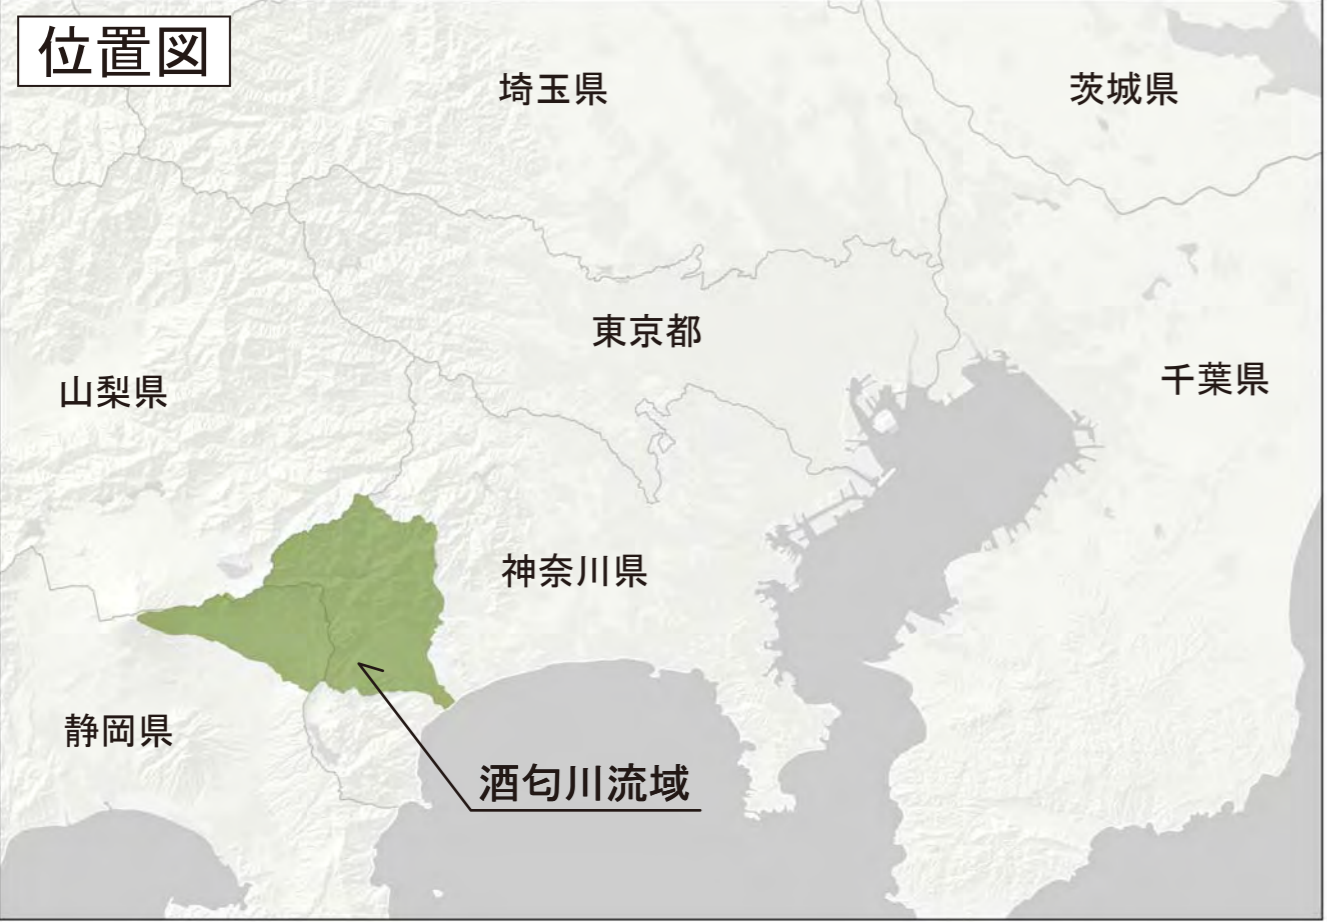 位置図
埼玉県
茨城県
東京都
山梨県
千葉県
神奈川県
静岡県
酒匂川流域